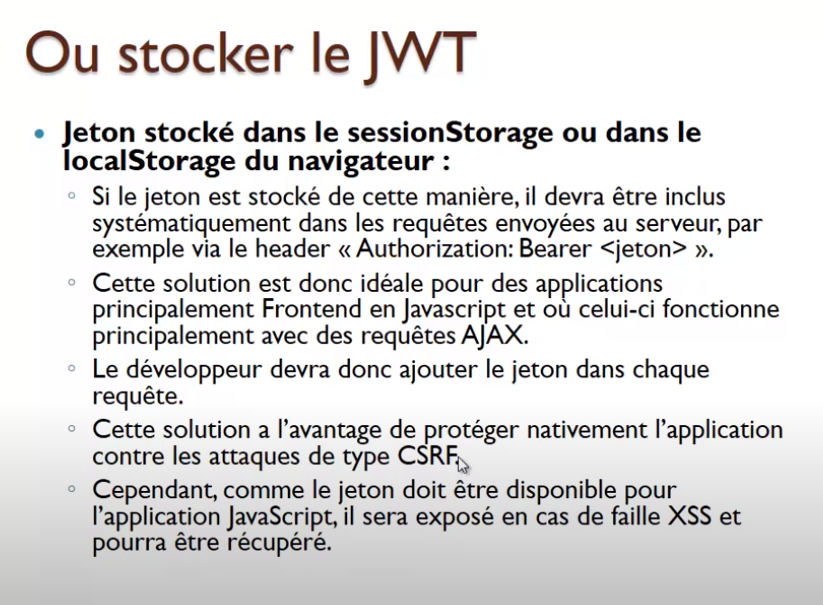 Ou stocker le JWT
• Jeton stocké dans le sessionStorage ou dans le
localStorage du navigateur :
◦ Si le jeton est stocké de cette manière, il devra être inclus
systématiquement dans les requêtes envoyées au serveur, par
exemple via le header « Authorization: Bearer <jeton> ».
◦ Cette solution est donc idéale pour des applications
principalement Frontend en Javascript et où celui-ci fonctionne
principalement avec des requêtes AJAX.
◦ Le développeur devra donc ajouter le jeton dans chaque
requête.
◦ Cette solution a l’avantage de protéger nativement l’application
contre les attaques de type CSRF.
◦ Cependant, comme le jeton doit être disponible pour
l’application JavaScript, il sera exposé en cas de faille XSS et
pourra être récupéré.